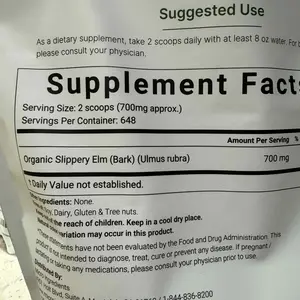 Suggested Use
As a dietary supplement, take 2 scoops daily with at least 8 oz water.
please consult your physician.
Supplement Facts
Serving Size: 2 scoops (700mg approx.)
Servings Per Container: 648
Amount Per Serving %
Organic Slippery Elm (Bark) (Ulmus rubra) 700 mg
Daily Value not established.
Ingredients: None.
Dairy, Gluten & Tree nuts.
the reach of children. Keep in a cool dry place.
variation may occur in this product.
statements have not been evaluated by the Food and Drug Administration. This
product is not intended to diagnose, treat, cure or prevent any disease. If pregnant /
or taking any medications, please consult your physician prior to use.
Ingredients
1-844-836-8200